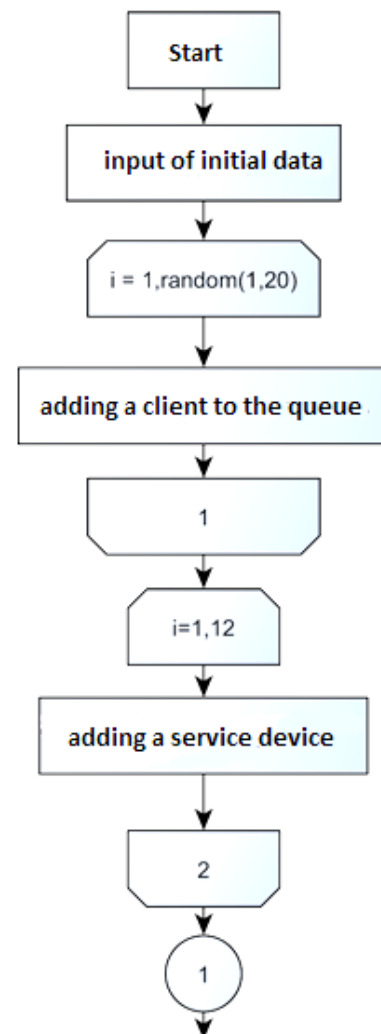 Start
input of initial data
i = 1,random(1,20)
adding a client to the queue
1
i=1,12
adding a service device
2
1